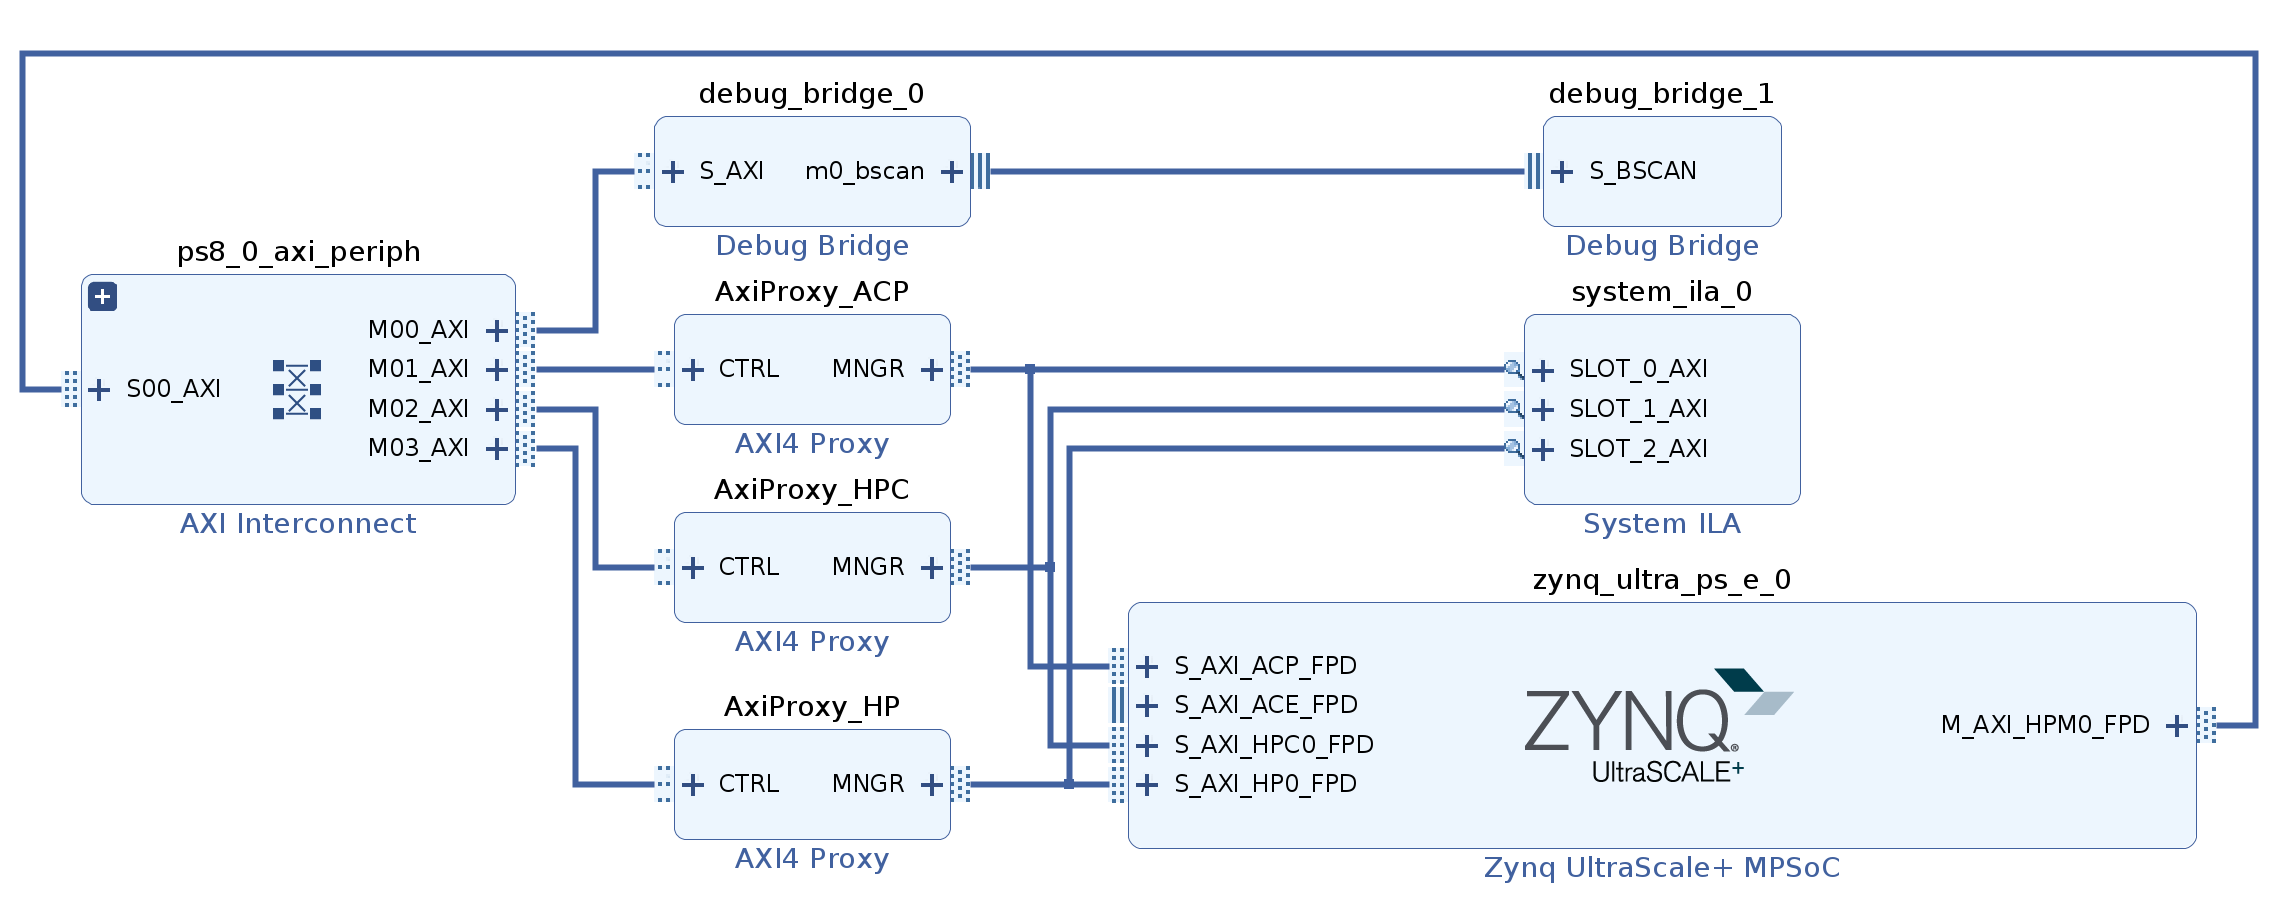 debug_bridge_0
S_AXI m0_bscan
Debug Bridge
debug_bridge_1
S_BSCAN
Debug Bridge
ps8_0_axi_periph
S00_AXI
M00_AXI
M01_AXI
M02_AXI
M03_AXI
AXI Interconnect
AxiProxy_ACP
CTRL MNGR
AXI4 Proxy
system_ila_0
SLOT_0_AXI
SLOT_1_AXI
SLOT_2_AXI
System ILA
AxiProxy_HPC
CTRL MNGR
AXI4 Proxy
AxiProxy_HP
CTRL MNGR
AXI4 Proxy
zynq_ultra_ps_e_0
S_AXI_ACP_FPD
S_AXI_ACE_FPD
S_AXI_HPC0_FPD
S_AXI_HP0_FPD
ZYNQ®
UltraSCALE+
M_AXI_HPM0_FPD
Zynq UltraScale+ MPSoC